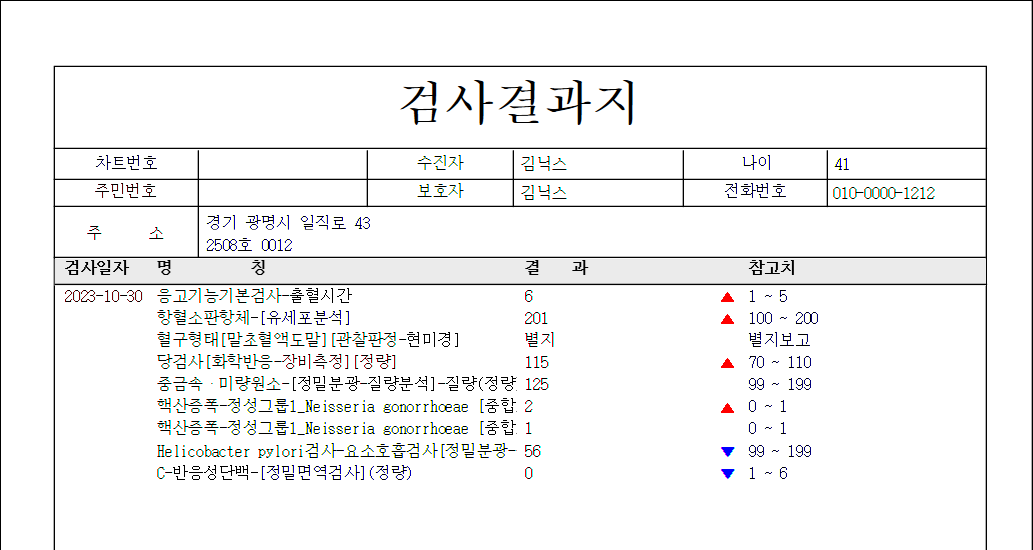 검사결과지
차트번호 수진자 김닉스 나이 41
주민번호 보호자 김닉스 전화번호 010-0000-1212
주 소 경기 광명시 일직로 43
2508호 0012
검사일자 명 칭 결 과 참고치
2023-10-30 응고기능기본검사-출혈시간 6 ▲ 1 ~ 5
항혈소판항체-[유세포분석] 201 ▲ 100 ~ 200
혈구형태[말초혈액도말][관찰판정-현미경] 별지 별지보고
당검사[화학반응-장비측정][정량] 115 ▲ 70 ~ 110
중금속·미량원소-[정밀분광-질량분석]-질량(정량 125 99 ~ 199
핵산증폭-정성그룹1_Neisseria gonorrhoeae [중합 2 ▲ 0 ~ 1
핵산증폭-정성그룹1_Neisseria gonorrhoeae [중합 1 0 ~ 1
Helicobacter pylori검사-요소호흡검사[정밀분광- 56 ▼ 99 ~ 199
C-반응성단백-[정밀면역검사](정량) 0 ▼ 1 ~ 6